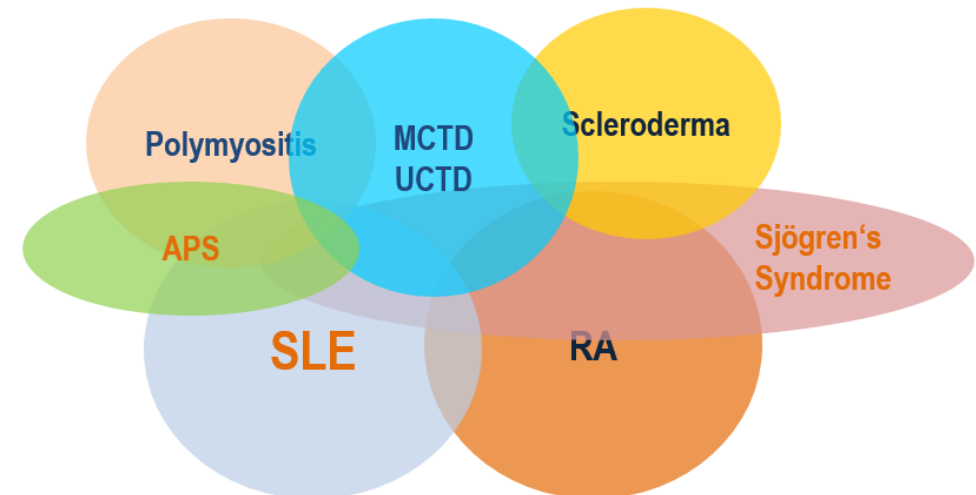 Polymyositis
MCTD
UCTD
Scleroderma
APS
Sjögren‘s
Syndrome
SLE
RA